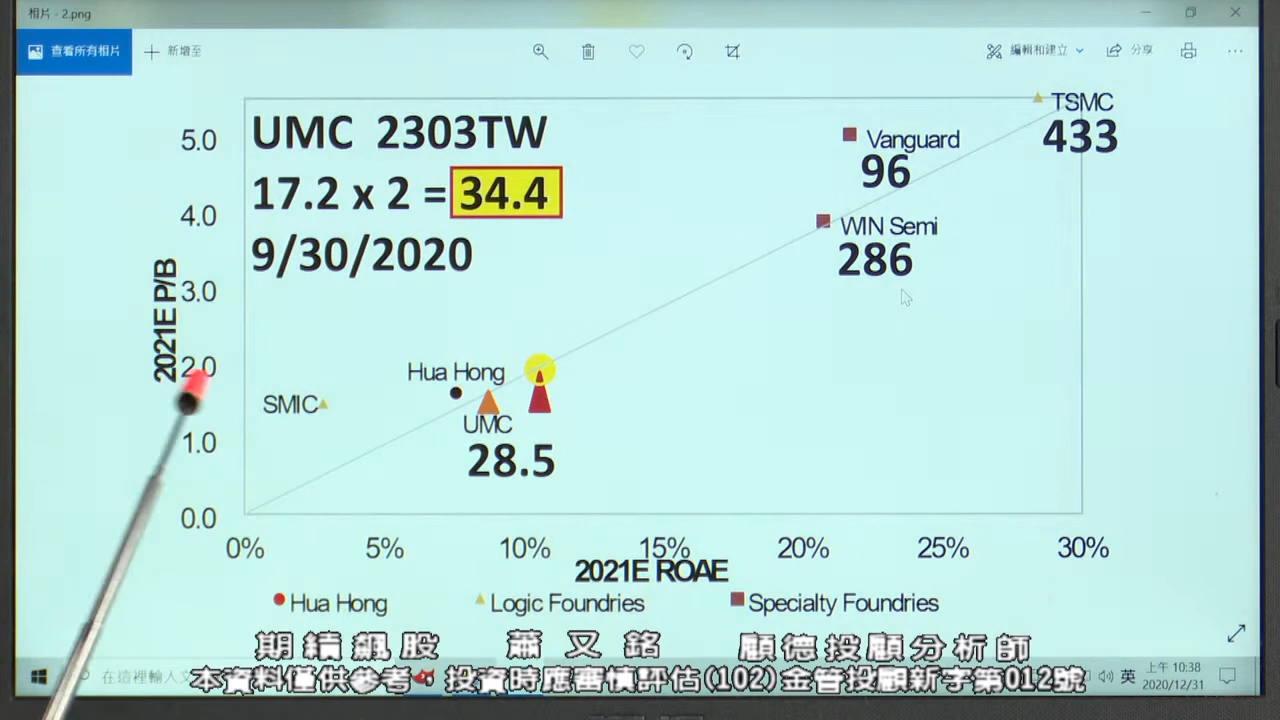 相片 - 2.png
查看所有相片
新增至
編輯和建立
分享
UMC 2303TW
17.2 x 2 = 34.4
9/30/2020
TSMC
433
Vanguard
96
WIN Semi
286
Hua Hong
SMIC
UMC
28.5
5.0
4.0
3.0
2.0
1.0
0.0
2021E P/B
0% 5% 10% 15% 20% 25% 30%
2021E ROAE
Hua Hong Logic Foundries Specialty Foundries
期績飆股 蕭又銘 顧德投顧分析師
本資料僅供參考 投資時應審慎評估(102)金管投顧新字第012號
在這裡輸入文
英
上午 10:38
2020/12/31